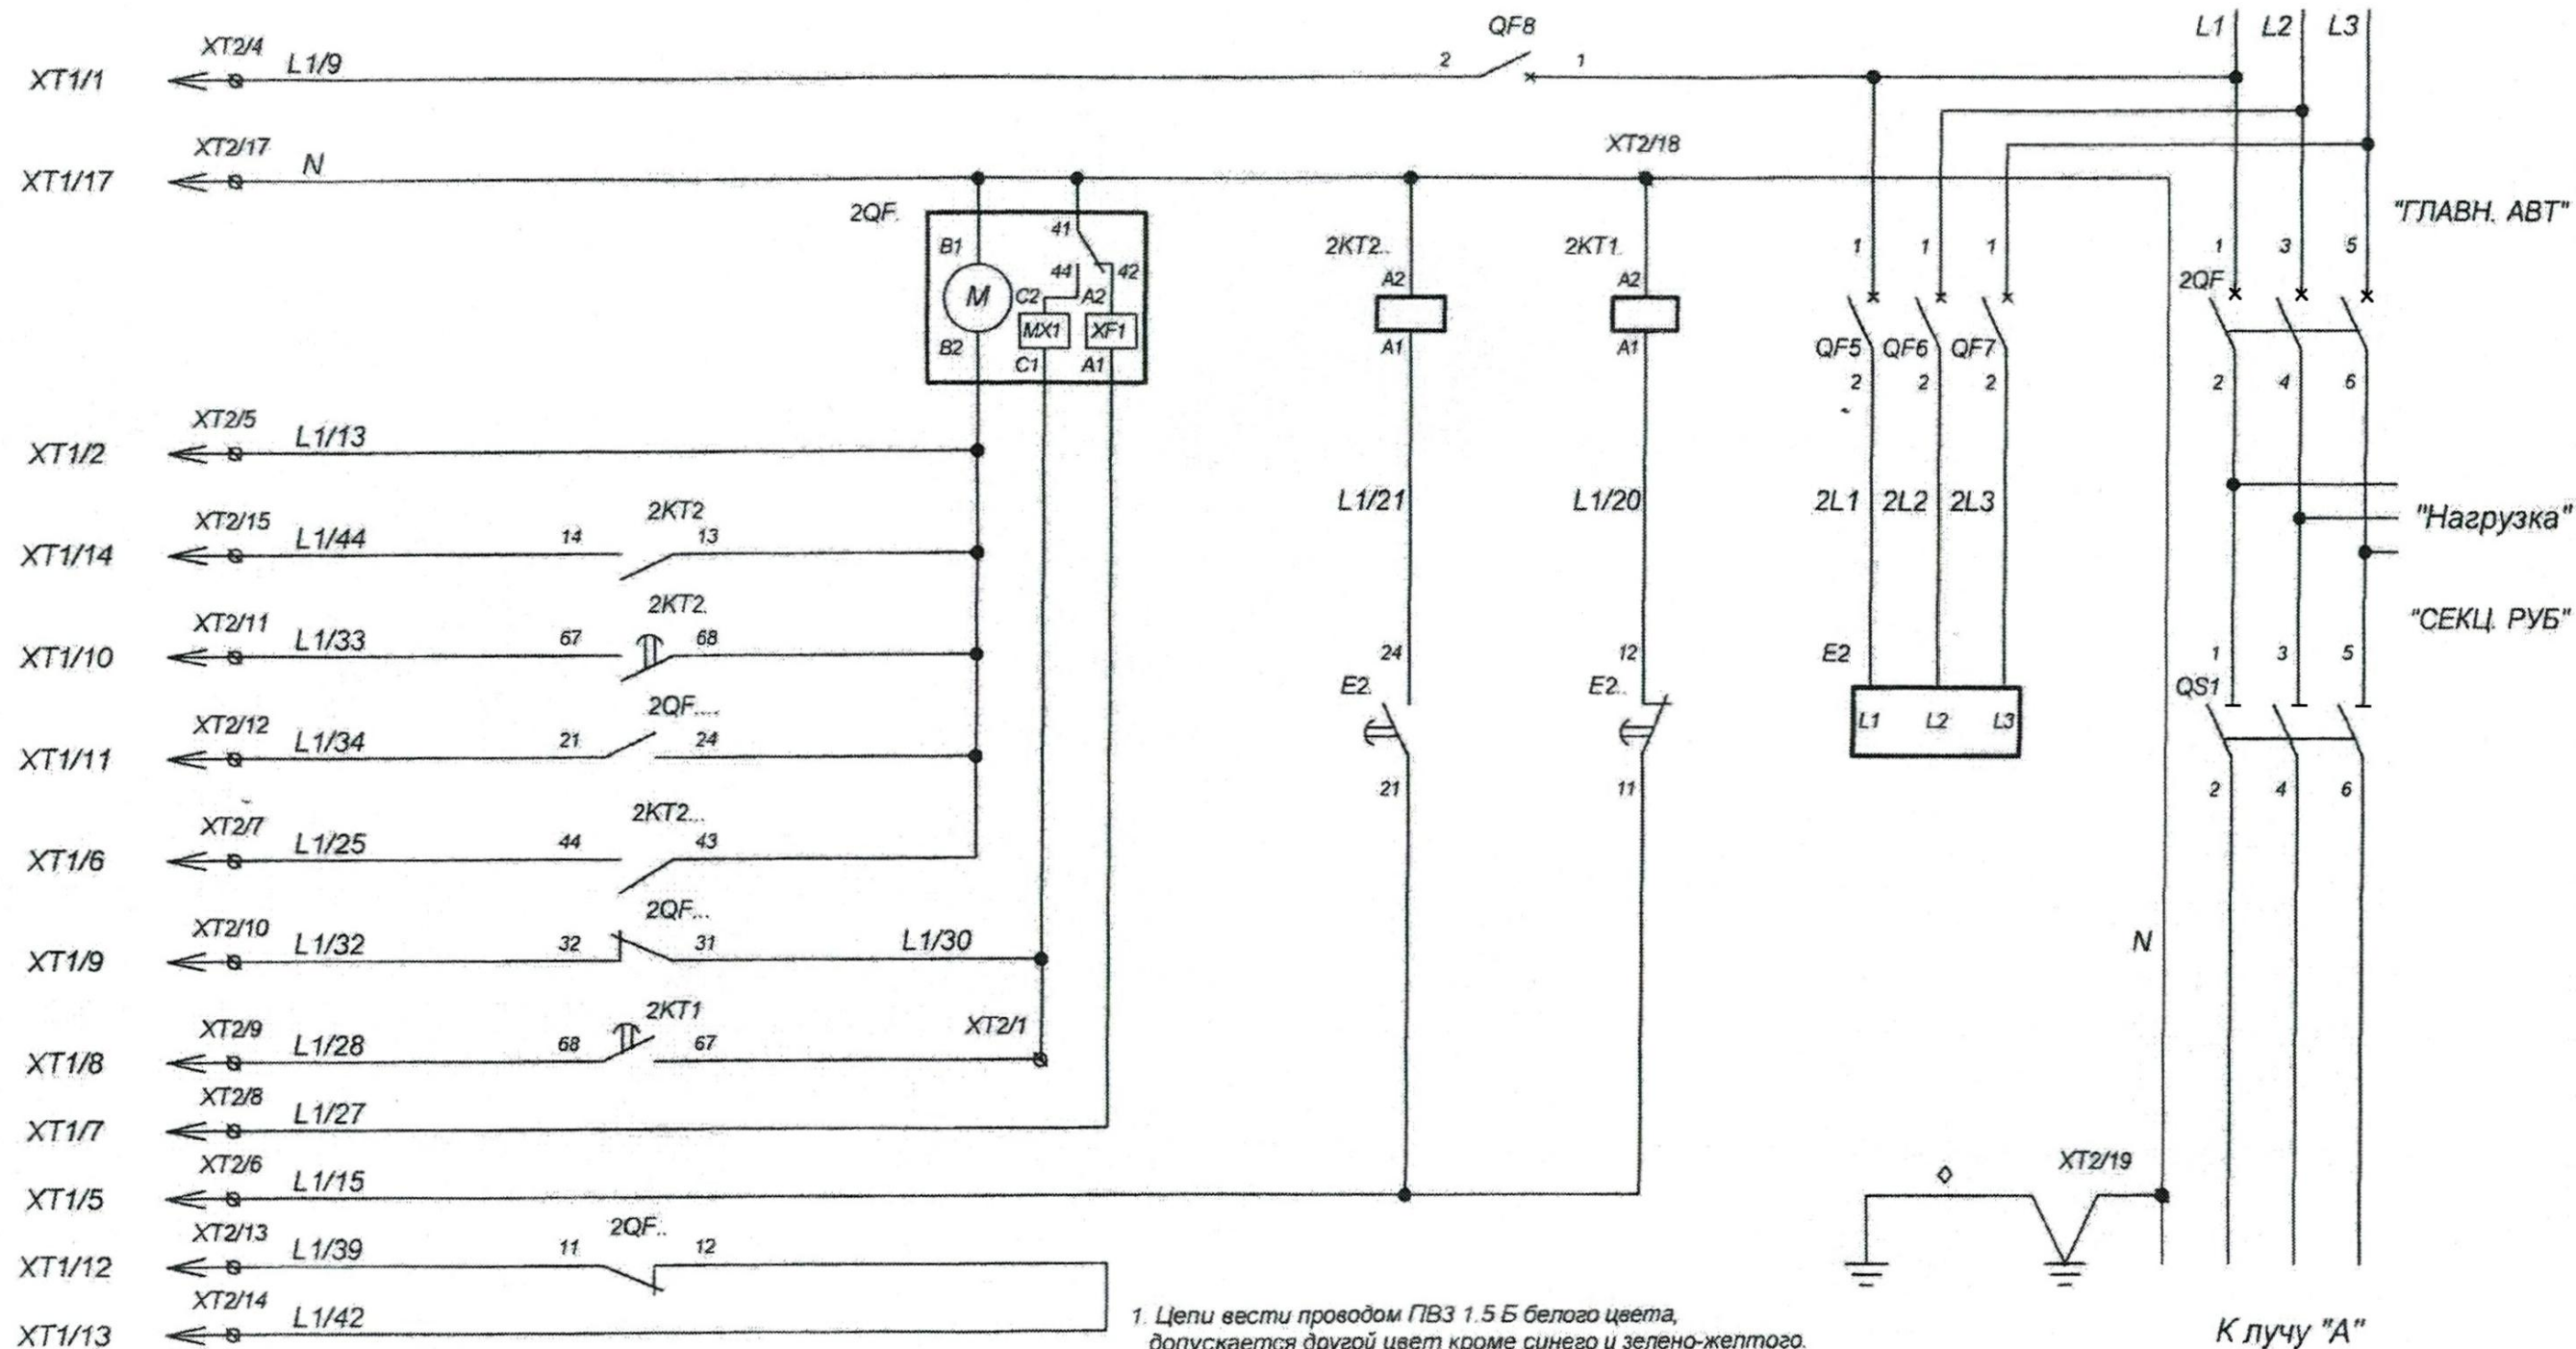 QF8
L1 L2 L3
XT2/4
L1/9
2 1
XT1/1
XT2/17
N
XT2/18
XT1/17
"ГЛАВН. АВТ"
2QF.
41
B1
2KT2..
2KT1.
1 1 1
1 3 5
44 42
A2
A2
2QF
M
C2 A2
MX1 XF1
B2
C1 A1
A1
A1
QF5 QF6 QF7
2 2 2
2 4 6
XT2/5
L1/13
XT1/2
L1/21
L1/20
2L1 2L2 2L3
"Нагрузка"
XT2/15
L1/44
14
2KT2
13
XT1/14
XT2/11
L1/33
67
2KT2.
68
XT1/10
"СЕКЦ. РУБ"
24
12
E2
1 3 5
E2.
E2..
QS1
XT2/12
L1/34
21
2QF....
24
XT1/11
L1 L2 L3
21
11
2 4 6
XT2/7
L1/25
44
2KT2...
43
XT1/6
XT2/10
L1/32
32
2QF...
31
L1/30
XT1/9
N
XT2/9
L1/28
68
2KT1
67
XT2/1
XT1/8
XT2/8
L1/27
XT1/7
XT2/6
L1/15
XT1/5
XT2/19
XT2/13
L1/39
11
2QF..
12
XT1/12
XT2/14
L1/42
XT1/13
1. Цепи вести проводом ПВ3 1.5 Б белого цвета,
допускается другой цвет кроме синего и зелено-желтого.
К лучу "А"